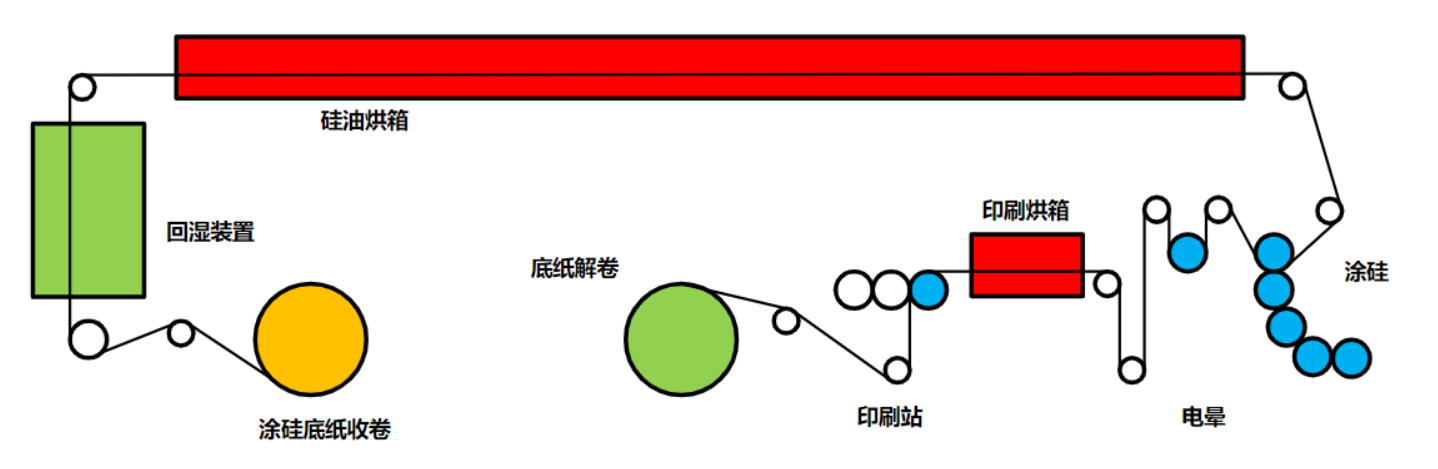 硅油烘箱
印刷烘箱
回湿装置
底纸解卷
涂硅
印刷站
电晕
涂硅底纸收卷